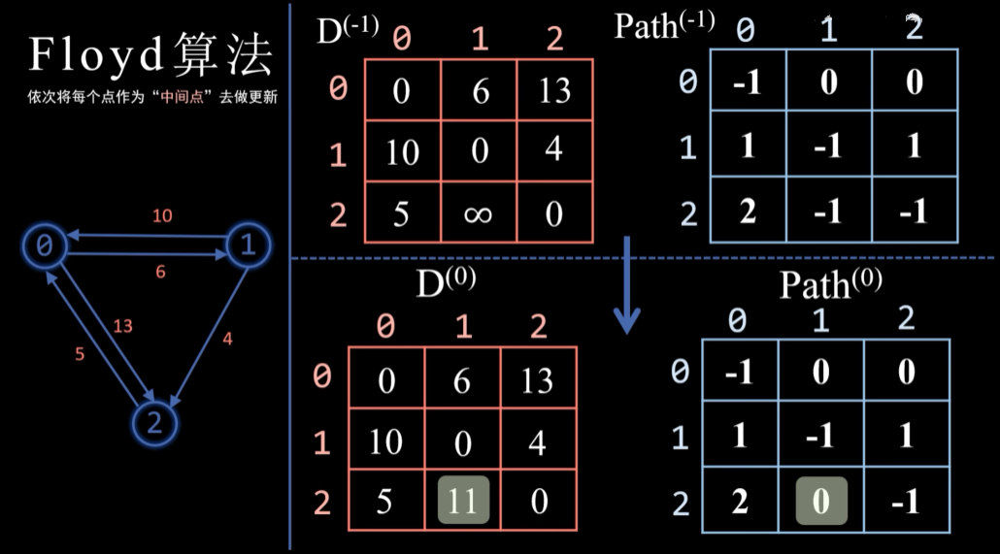 Floyd算法
依次将每个点作为“中间点”去做更新
10
0 1
6
13
5 4
2
D(-1) 0 1 2
0 0 6 13
1 10 0 4
2 5 ∞ 0
Path(-1) 0 1 2
0 -1 0 0
1 1 -1 1
2 2 -1 -1
D(0)
0 1 2
0 0 6 13
1 10 0 4
2 5 11 0
Path(0)
0 1 2
0 -1 0 0
1 1 -1 1
2 2 0 -1